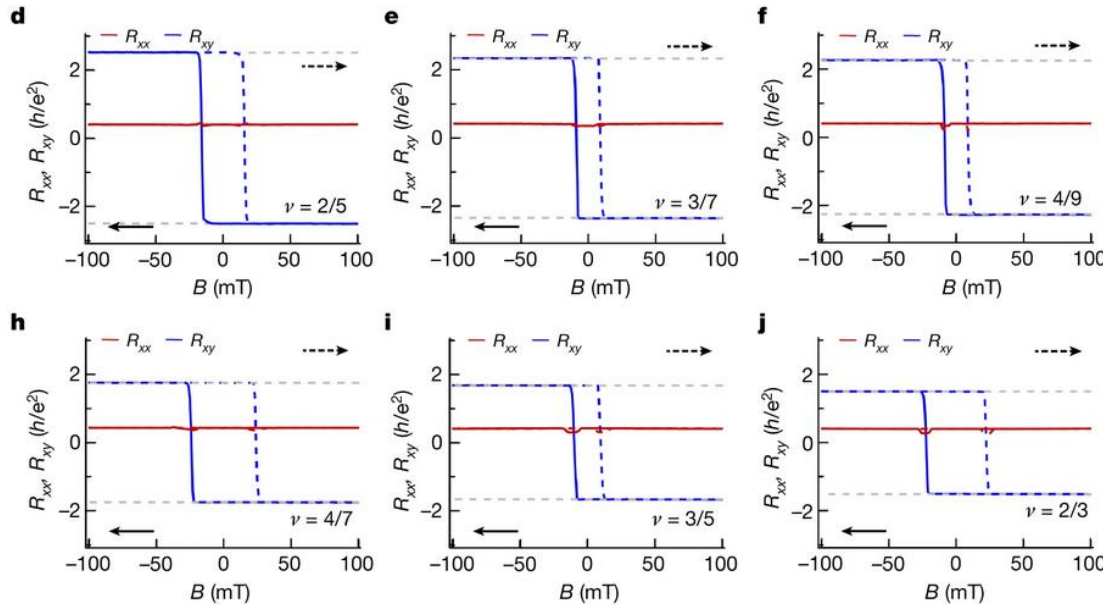 d
R_xx R_xy
R_xx, R_xy (h/e²)
2
0
−2
ν = 2/5
−100 −50 0 50 100
B (mT)
e
R_xx R_xy
R_xx, R_xy (h/e²)
2
0
−2
ν = 3/7
−100 −50 0 50 100
B (mT)
f
R_xx R_xy
R_xx, R_xy (h/e²)
2
0
−2
ν = 4/9
−100 −50 0 50 100
B (mT)
h
R_xx R_xy
R_xx, R_xy (h/e²)
2
0
−2
ν = 4/7
−100 −50 0 50 100
B (mT)
i
R_xx R_xy
R_xx, R_xy (h/e²)
2
0
−2
ν = 3/5
−100 −50 0 50 100
B (mT)
j
R_xx R_xy
R_xx, R_xy (h/e²)
2
0
−2
ν = 2/3
−100 −50 0 50 100
B (mT)